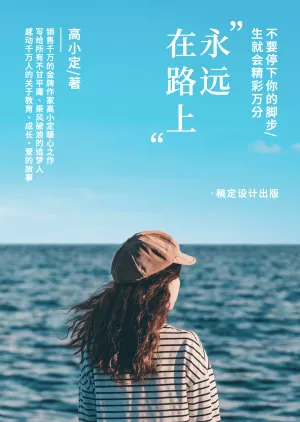 不要停下你的脚步/
生就会精彩万分
”永远
在路上“
·稿定设计出版
高小定/著
销售千万的金牌作家高小定暖心之作
写给所有不甘平庸、乘风破浪的追梦人
感动千万人的关于教育、成长、爱的故事